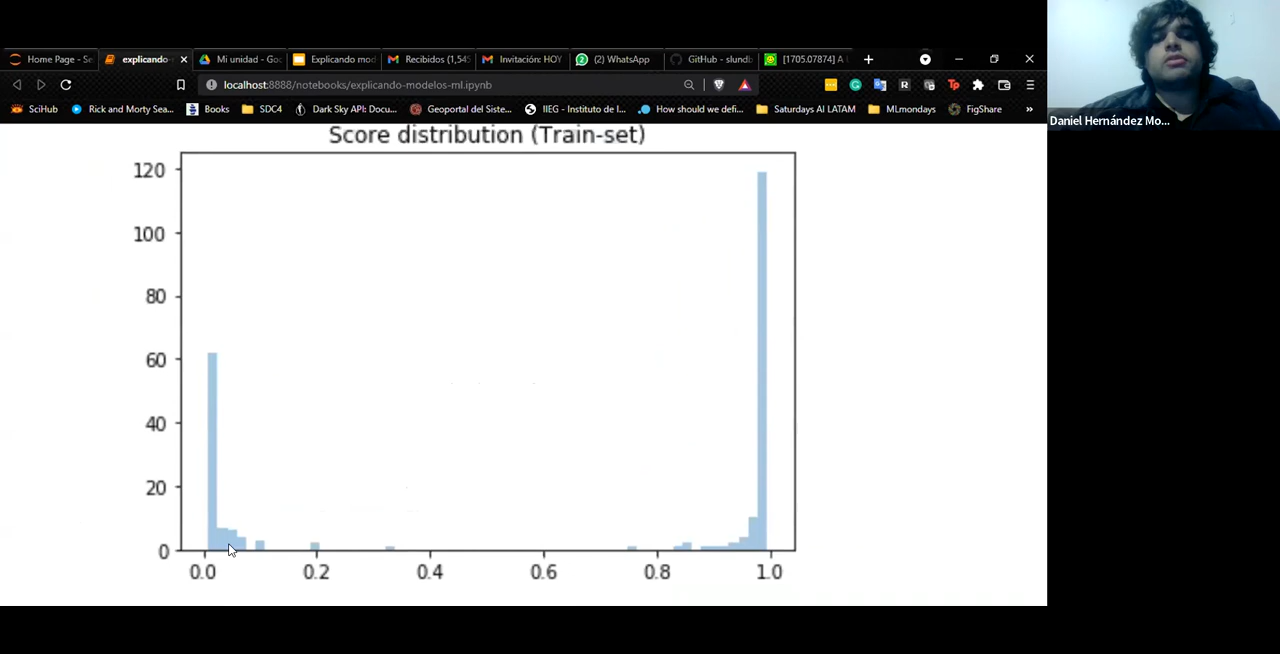 Home Page - Se
explicando-
Mi unidad - Goo
Explicando mod
Recibidos (1,545
Invitación: HOY
(2) WhatsApp
GitHub - slundb
[1705.07874] A
localhost:8888/notebooks/explicando-modelos-ml.ipynb
SciHub
Rick and Morty Sea...
Books
SDC4
Dark Sky API: Docu...
Geoportal del Siste...
IIEG - Instituto de I...
How should we defi...
Saturdays AI LATAM
MLmondays
FigShare
»
Daniel Hernández Mo...
Score distribution (Train-set)
120
100
80
60
40
20
0
0.0 0.2 0.4 0.6 0.8 1.0